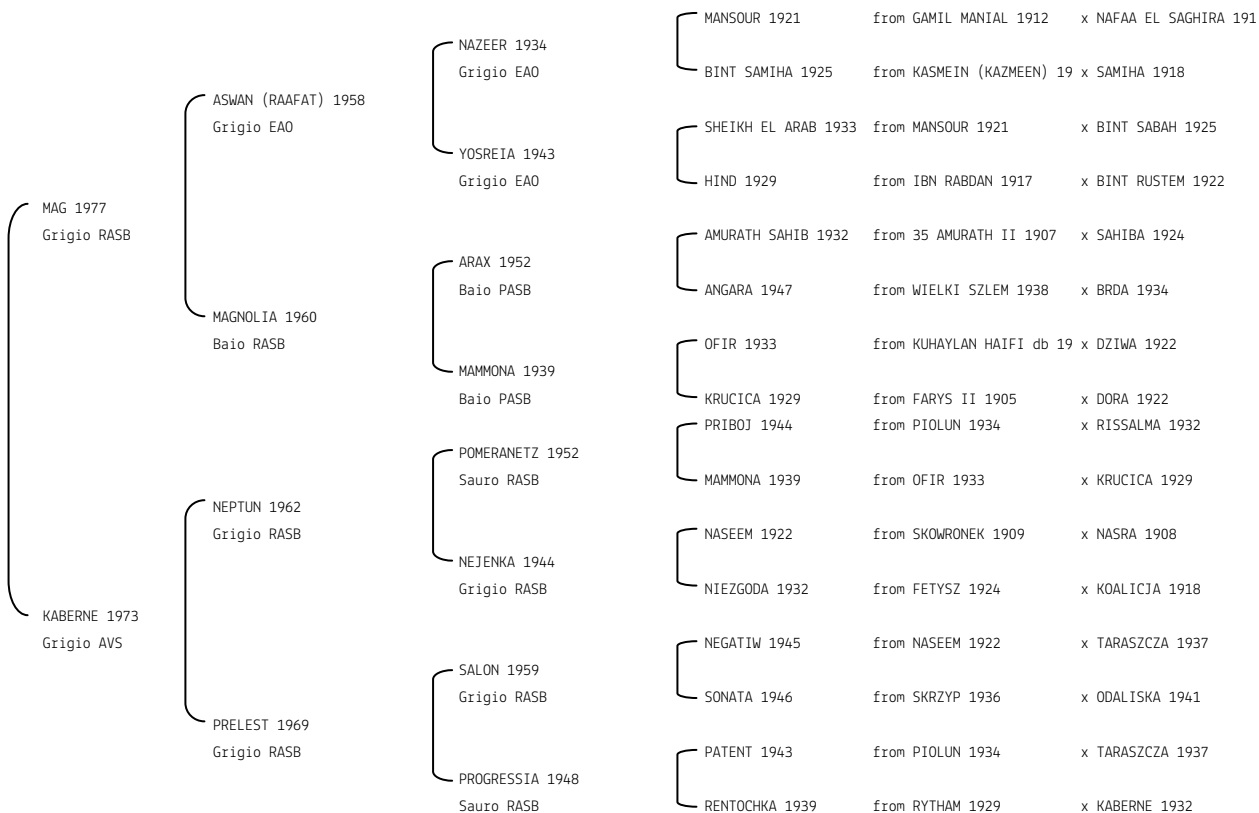 MANSOUR 1921 from GAMIL MANIAL 1912 x NAFAA EL SAGHIRA 191
NAZEER 1934
Grigio EAO BINT SAMIHA 1925 from KASMEIN (KAZMEEN) 19 x SAMIHA 1918
ASWAN (RAAFAT) 1958
Grigio EAO SHEIKH EL ARAB 1933 from MANSOUR 1921 x BINT SABAH 1925
YOSREIA 1943
Grigio EAO HIND 1929 from IBN RABDAN 1917 x BINT RUSTEM 1922
MAG 1977
Grigio RASB AMURATH SAHIB 1932 from 35 AMURATH II 1907 x SAHIBA 1924
ARAX 1952
Baio PASB ANGARA 1947 from WIELKI SZLEM 1938 x BRDA 1934
MAGNOLIA 1960
Baio RASB OFIR 1933 from KUHAYLAN HAIFI db 19 x DZIWA 1922
MAMMONA 1939
Baio PASB KRUCICA 1929 from FARYS II 1905 x DORA 1922
PRIBOJ 1944 from PIOLUN 1934 x RISSALMA 1932
POMERANETZ 1952
Sauro RASB MAMMONA 1939 from OFIR 1933 x KRUCICA 1929
NEPTUN 1962
Grigio RASB NASEEM 1922 from SKOWRONEK 1909 x NASRA 1908
NEJENKA 1944
Grigio RASB NIEZGODA 1932 from FETYSZ 1924 x KOALICJA 1918
KABERNE 1973
Grigio AVS NEGATIW 1945 from NASEEM 1922 x TARASZCZA 1937
SALON 1959
Grigio RASB SONATA 1946 from SKRZYP 1936 x ODALISKA 1941
PRELEST 1969
Grigio RASB PATENT 1943 from PIOLUN 1934 x TARASZCZA 1937
PROGRESSIA 1948
Sauro RASB RENTOCHKA 1939 from RYTHAM 1929 x KABERNE 1932